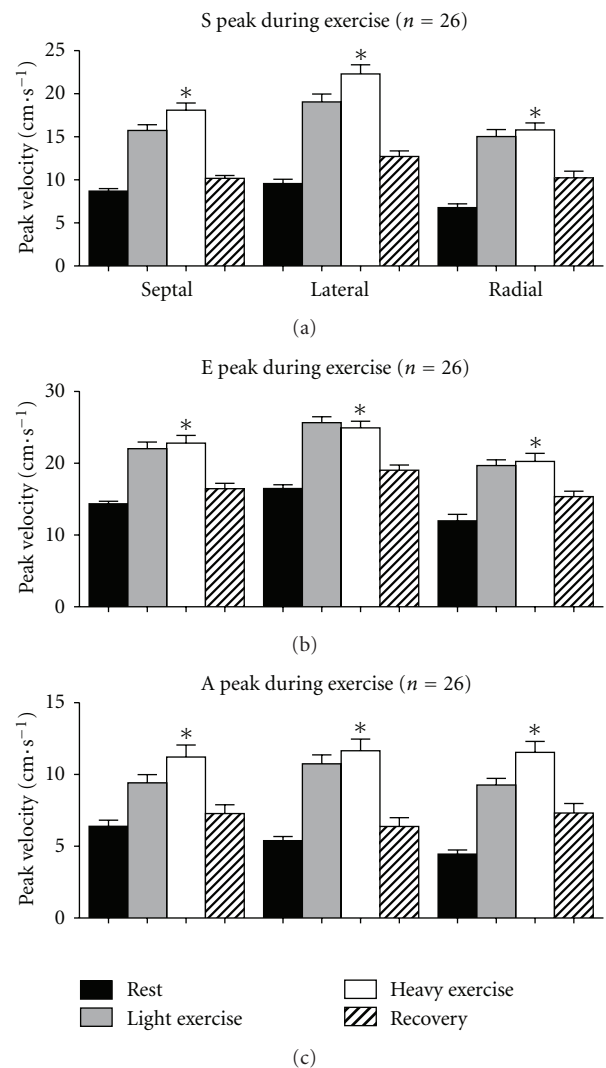 S peak during exercise (n = 26)
25
20
15
10
5
0
Peak velocity (cm·s−1)
* * *
Septal Lateral Radial
(a)
E peak during exercise (n = 26)
30
20
10
0
Peak velocity (cm·s−1)
* * *
(b)
A peak during exercise (n = 26)
15
10
5
0
Peak velocity (cm·s−1)
* * *
Rest Heavy exercise
Light exercise Recovery
(c)